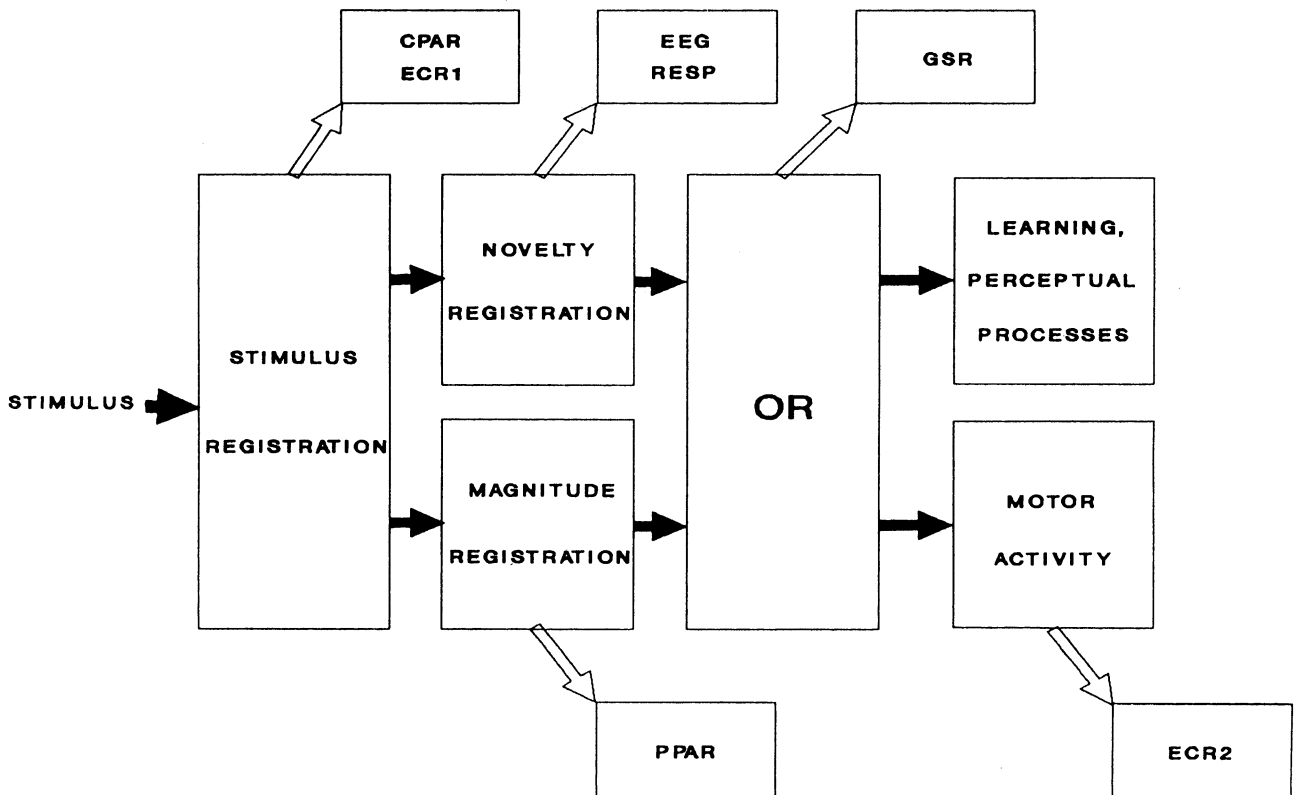 CPAR
ECR1
EEG
RESP
GSR
STIMULUS
STIMULUS
REGISTRATION
NOVELTY
REGISTRATION
MAGNITUDE
REGISTRATION
OR
LEARNING,
PERCEPTUAL
PROCESSES
MOTOR
ACTIVITY
PPAR
ECR2